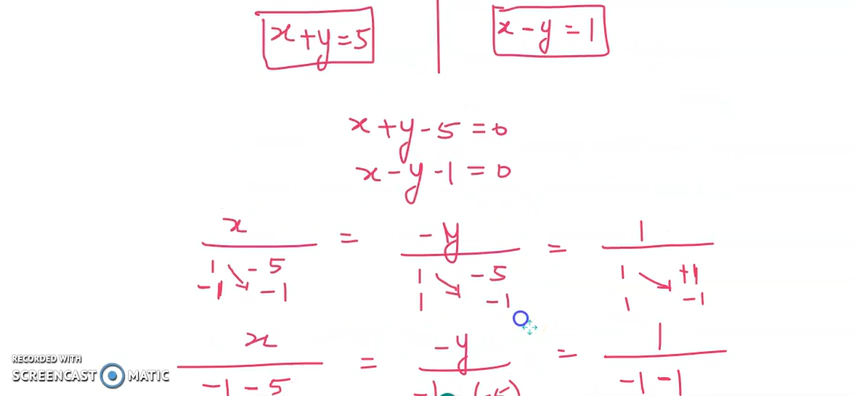 x+y=5 x-y=1
x+y-5=0
x-y-1=0
x = -y = 1
1 -5 1 -5 1 +1
-1 -1 1 -1 1 -1
x = -y = 1
-1-5 -1-1
RECORDED WITH
SCREENCAST MATIC